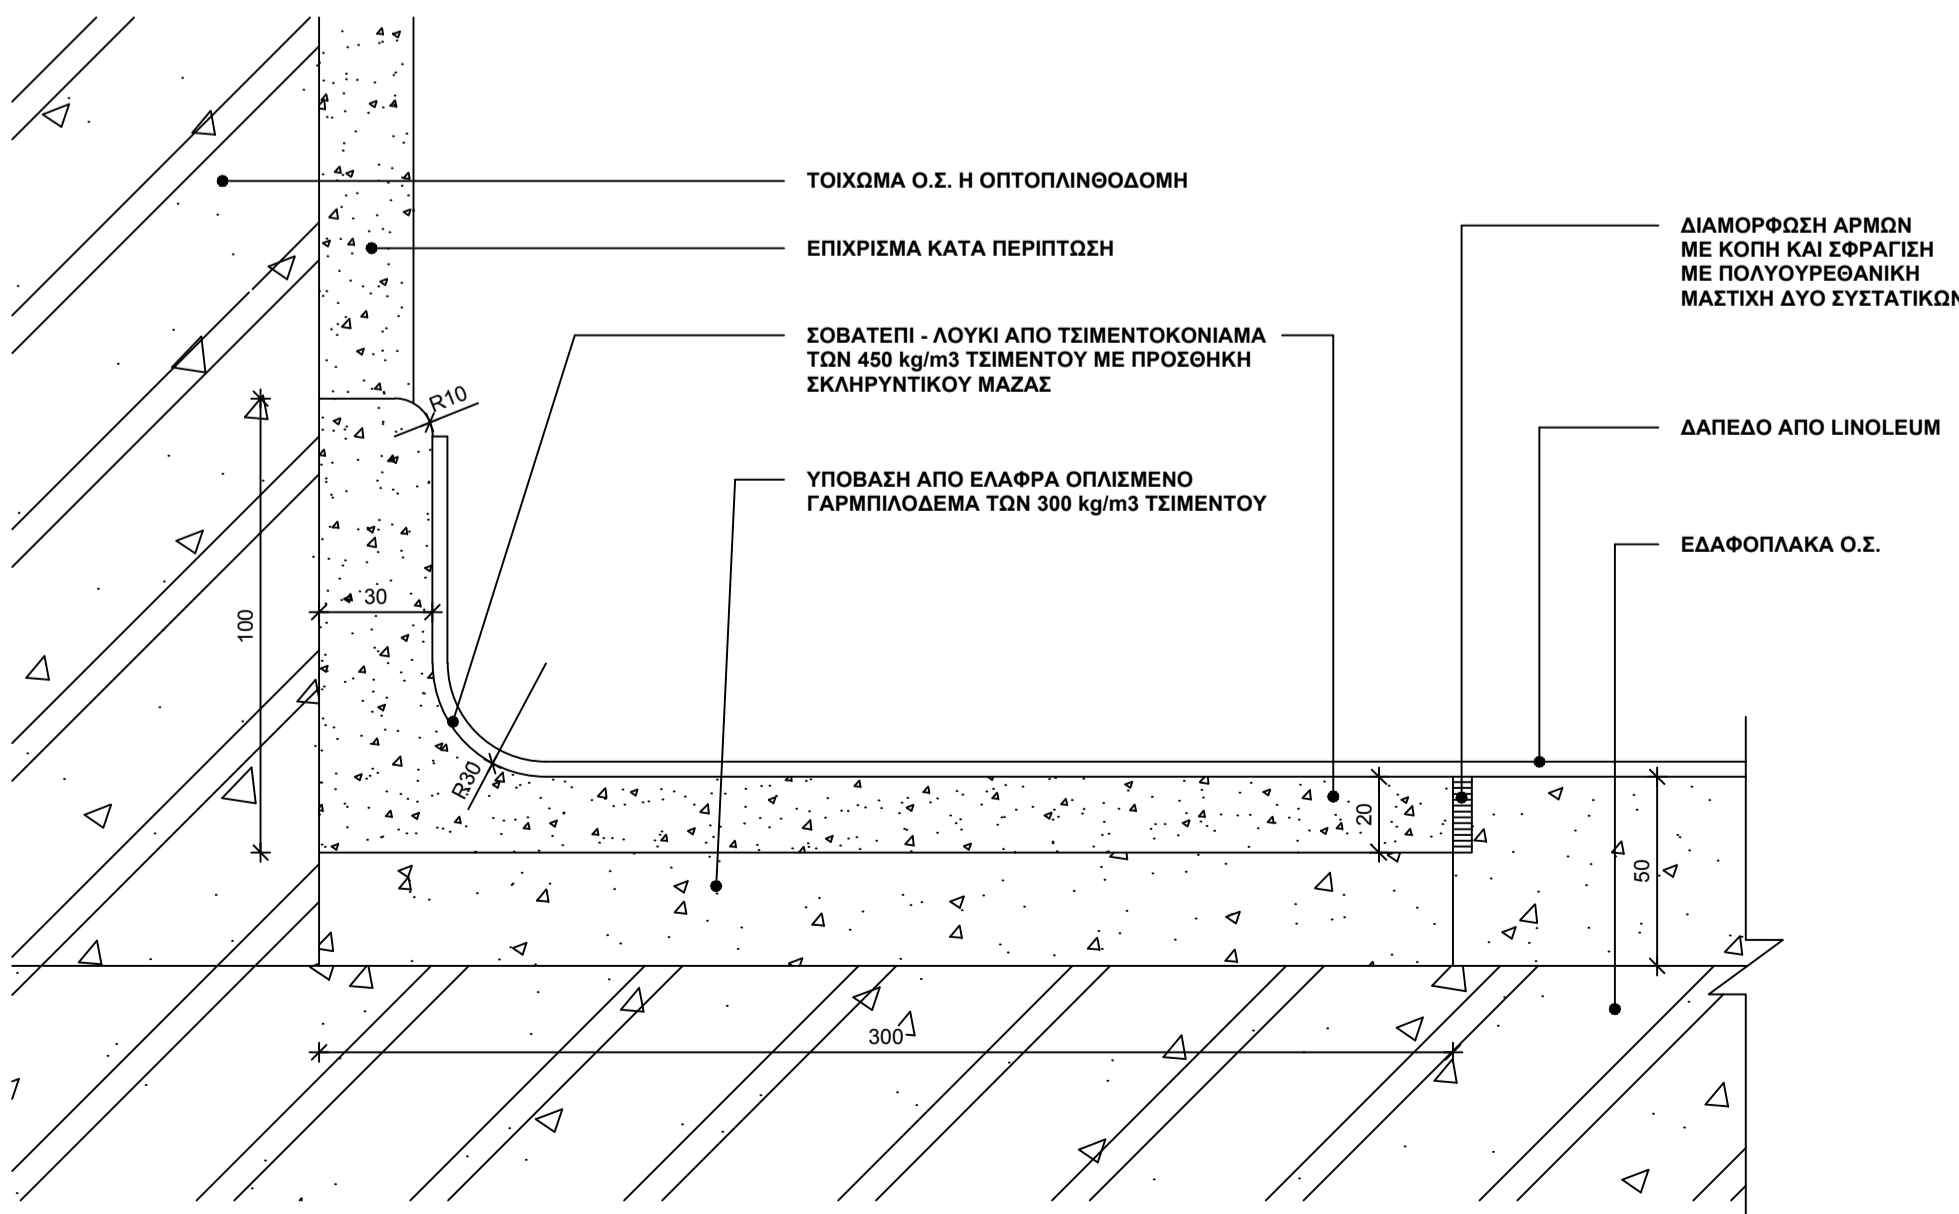 ΤΟΙΧΩΜΑ Ο.Σ. Η ΟΠΤΟΠΛΙΝΘΟΔΟΜΗ
ΕΠΙΧΡΙΣΜΑ ΚΑΤΑ ΠΕΡΙΠΤΩΣΗ
ΣΟΒΑΤΕΠΙ - ΛΟΥΚΙ ΑΠΟ ΤΣΙΜΕΝΤΟΚΟΝΙΑΜΑ
ΤΩΝ 450 kg/m3 ΤΣΙΜΕΝΤΟΥ ΜΕ ΠΡΟΣΘΗΚΗ
ΣΚΛΗΡΥΝΤΙΚΟΥ ΜΑΖΑΣ
ΥΠΟΒΑΣΗ ΑΠΟ ΕΛΑΦΡΑ ΟΠΛΙΣΜΕΝΟ
ΓΑΡΜΠΙΛΟΔΕΜΑ ΤΩΝ 300 kg/m3 ΤΣΙΜΕΝΤΟΥ
ΔΙΑΜΟΡΦΩΣΗ ΑΡΜΩΝ
ΜΕ ΚΟΠΗ ΚΑΙ ΣΦΡΑΓΙΣΗ
ΜΕ ΠΟΛΥΟΥΡΕΘΑΝΙΚΗ
ΜΑΣΤΙΧΗ ΔΥΟ ΣΥΣΤΑΤΙΚΩΝ
ΔΑΠΕΔΟ ΑΠΟ LINOLEUM
ΕΔΑΦΟΠΛΑΚΑ Ο.Σ.
R10
30
100
R30
20
50
300